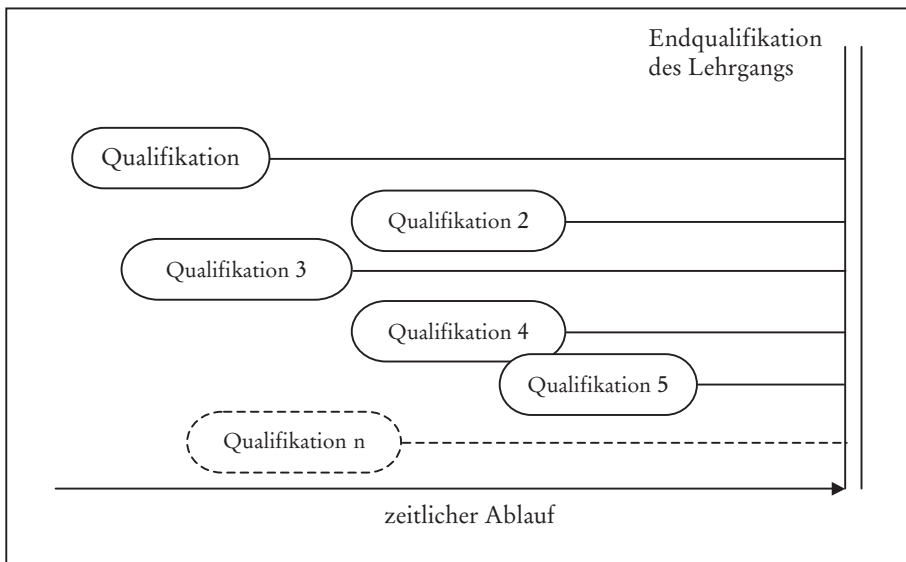 Endqualifikation
des Lehrgangs
Qualifikation
Qualifikation 2
Qualifikation 3
Qualifikation 4
Qualifikation 5
Qualifikation n
zeitlicher Ablauf